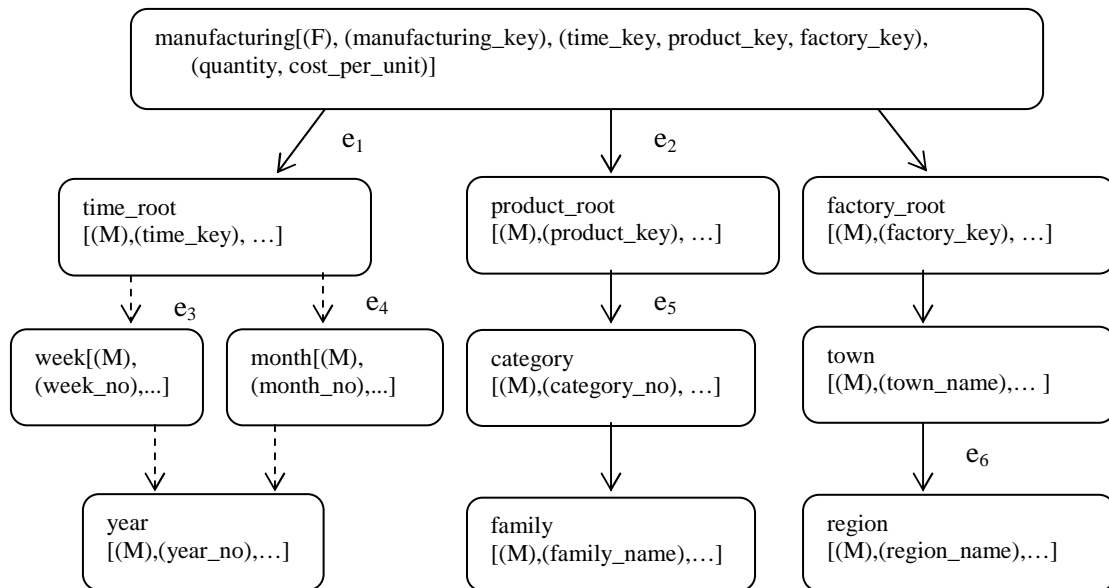 manufacturing[(F), (manufacturing_key), (time_key, product_key, factory_key),
(quantity, cost_per_unit)]
e1
e2
time_root
[(M),(time_key), …]
product_root
[(M),(product_key), …]
factory_root
[(M),(factory_key), …]
e3
e4
e5
week[(M),
(week_no),...]
month[(M),
(month_no),...]
category
[(M),(category_no), …]
town
[(M),(town_name),… ]
e6
year
[(M),(year_no),…]
family
[(M),(family_name),…]
region
[(M),(region_name),…]